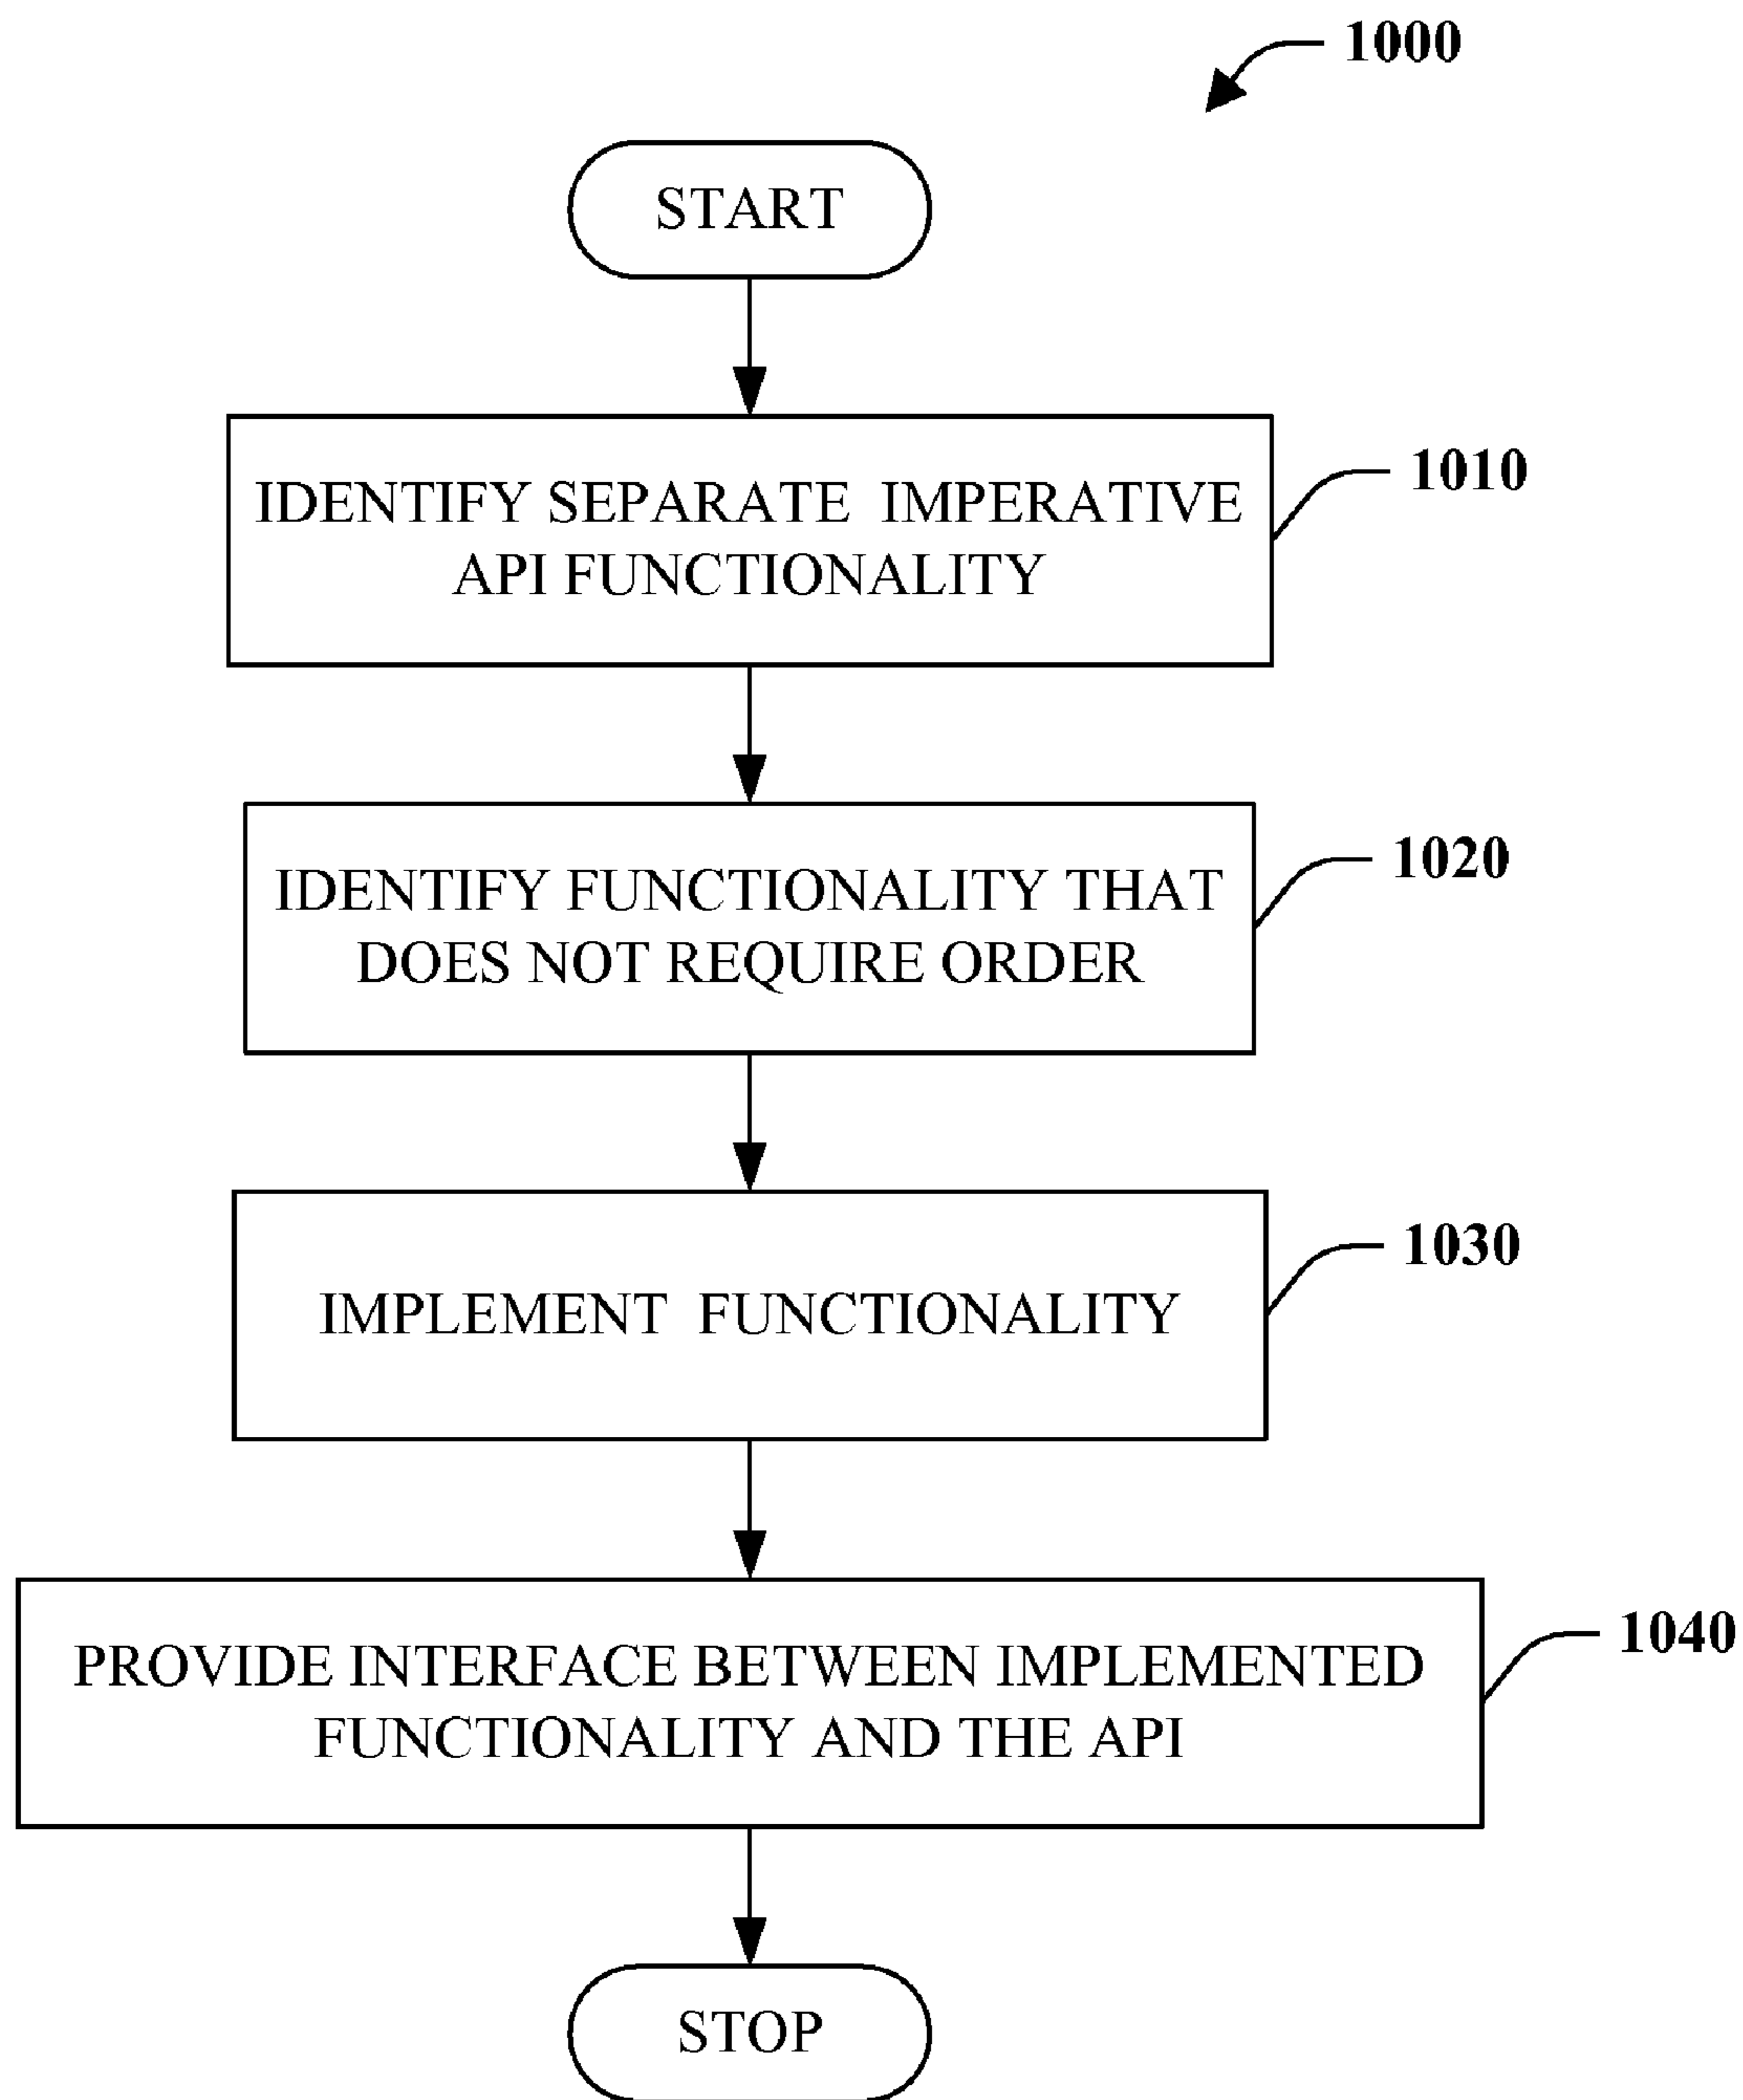 1000
START
IDENTIFY SEPARATE IMPERATIVE
API FUNCTIONALITY
1010
IDENTIFY FUNCTIONALITY THAT
DOES NOT REQUIRE ORDER
1020
IMPLEMENT FUNCTIONALITY
1030
PROVIDE INTERFACE BETWEEN IMPLEMENTED
FUNCTIONALITY AND THE API
1040
STOP